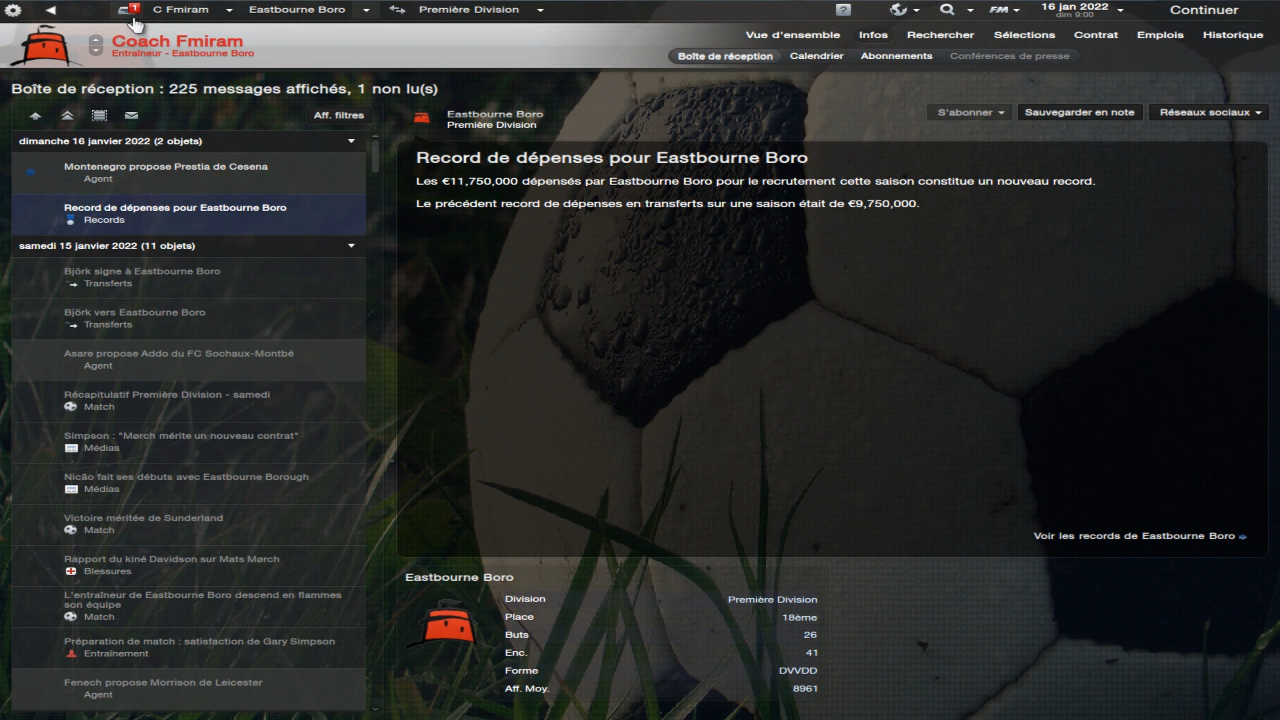 1 C Fmiram Eastbourne Boro Première Division ? FM 16 jan 2022 Continuer
dim 9:00
Coach Fmiram
Entraîneur - Eastbourne Boro
Vue d'ensemble Infos Rechercher Sélections Contrat Emplois Historique
Boîte de réception Calendrier Abonnements Conférences de presse
Boîte de réception : 225 messages affichés, 1 non lu(s)
Aff. filtres
dimanche 16 janvier 2022 (2 objets)
Montenegro propose Prestia de Cesena
Agent
Record de dépenses pour Eastbourne Boro
Records
samedi 15 janvier 2022 (11 objets)
Björk signe à Eastbourne Boro
Transferts
Björk vers Eastbourne Boro
Transferts
Asare propose Addo du FC Sochaux-Montbé
Agent
Récapitulatif Première Division - samedi
Match
Simpson : "Mørch mérite un nouveau contrat"
Médias
Nicão fait ses débuts avec Eastbourne Borough
Médias
Victoire méritée de Sunderland
Match
Rapport du kiné Davidson sur Mats Mørch
Blessures
L'entraîneur de Eastbourne Boro descend en flammes
son équipe
Match
Préparation de match : satisfaction de Gary Simpson
Entraînement
Fenech propose Morrison de Leicester
Agent
Eastbourne Boro
Première Division
S'abonner Sauvegarder en note Réseaux sociaux
Record de dépenses pour Eastbourne Boro
Les €11,750,000 dépensés par Eastbourne Boro pour le recrutement cette saison constitue un nouveau record.
Le précédent record de dépenses en transferts sur une saison était de €9,750,000.
Voir les records de Eastbourne Boro
Eastbourne Boro
Division Première Division
Place 18ème
Buts 26
Enc. 41
Forme DVVDD
Aff. Moy. 8961